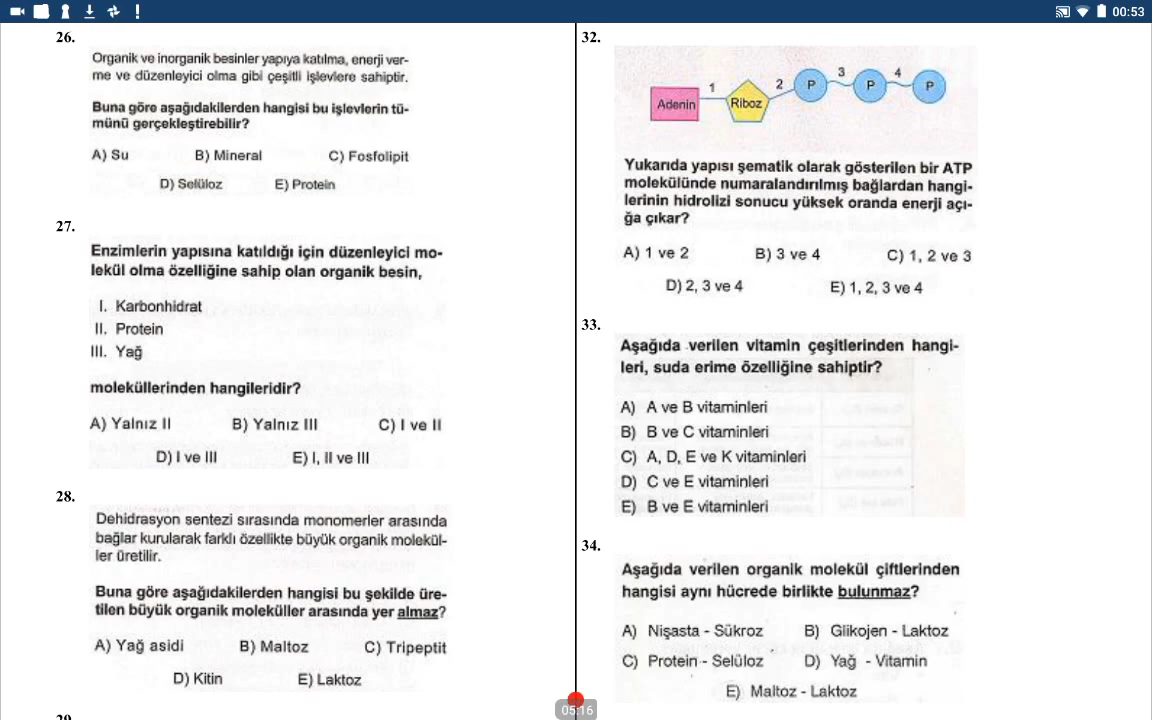 00:53
26.
Organik ve inorganik besinler yapıya katılma, enerji ver-
me ve düzenleyici olma gibi çeşitli işlevlere sahiptir.
Buna göre aşağıdakilerden hangisi bu işlevlerin tü-
münü gerçekleştirebilir?
A) Su B) Mineral C) Fosfolipit
D) Selüloz E) Protein
27.
Enzimlerin yapısına katıldığı için düzenleyici mo-
lekül olma özelliğine sahip olan organik besin,
I. Karbonhidrat
II. Protein
III. Yağ
moleküllerinden hangileridir?
A) Yalnız II B) Yalnız III C) I ve II
D) I ve III E) I, II ve III
28.
Dehidrasyon sentezi sırasında monomerler arasında
bağlar kurularak farklı özellikte büyük organik molekül-
ler üretilir.
Buna göre aşağıdakilerden hangisi bu şekilde üre-
tilen büyük organik moleküller arasında yer almaz?
A) Yağ asidi B) Maltoz C) Tripeptit
D) Kitin E) Laktoz
29
32.
Adenin 1 Riboz 2 P 3 P 4 P
Yukarıda yapısı şematik olarak gösterilen bir ATP
molekülünde numaralandırılmış bağlardan hangi-
lerinin hidrolizi sonucu yüksek oranda enerji açı-
ğa çıkar?
A) 1 ve 2 B) 3 ve 4 C) 1, 2 ve 3
D) 2, 3 ve 4 E) 1, 2, 3 ve 4
33.
Aşağıda verilen vitamin çeşitlerinden hangi-
leri, suda erime özelliğine sahiptir?
A) A ve B vitaminleri
B) B ve C vitaminleri
C) A, D, E ve K vitaminleri
D) C ve E vitaminleri
E) B ve E vitaminleri
34.
Aşağıda verilen organik molekül çiftlerinden
hangisi aynı hücrede birlikte bulunmaz?
A) Nişasta - Sükroz B) Glikojen - Laktoz
C) Protein - Selüloz D) Yağ - Vitamin
E) Maltoz - Laktoz
05:16